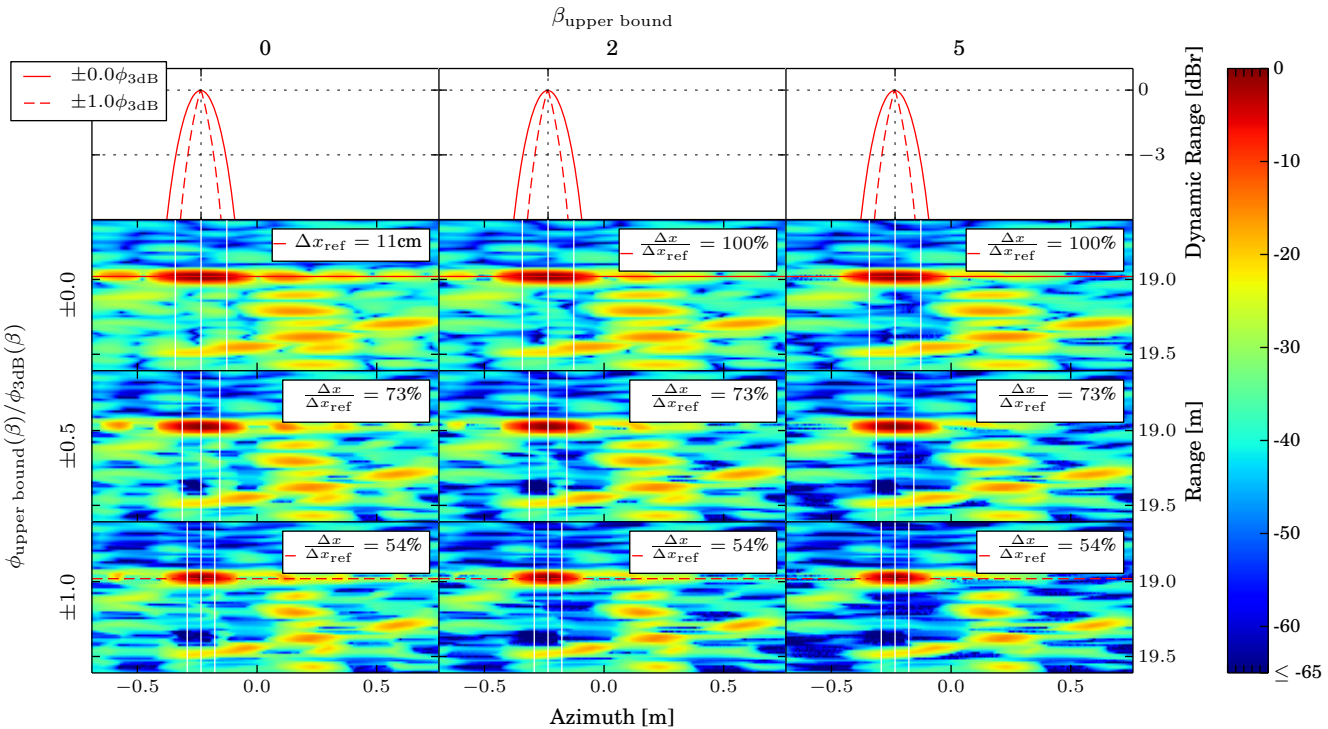 β_upper bound
0 2 5
±0.0ϕ_3dB
±1.0ϕ_3dB
0
−3
Dynamic Range [dBr]
Δx_ref = 11cm
Δx/Δx_ref = 100%
Δx/Δx_ref = 100%
±0.0
19.0
19.5
Δx/Δx_ref = 73%
Δx/Δx_ref = 73%
Δx/Δx_ref = 73%
±0.5
19.0
19.5
Δx/Δx_ref = 54%
Δx/Δx_ref = 54%
Δx/Δx_ref = 54%
±1.0
19.0
19.5
ϕ_upper bound(β)/ϕ_3dB(β)
Range [m]
−0.5 0.0 0.5 −0.5 0.0 0.5 −0.5 0.0 0.5
Azimuth [m]
0
-10
-20
-30
-40
-50
-60
≤ -65